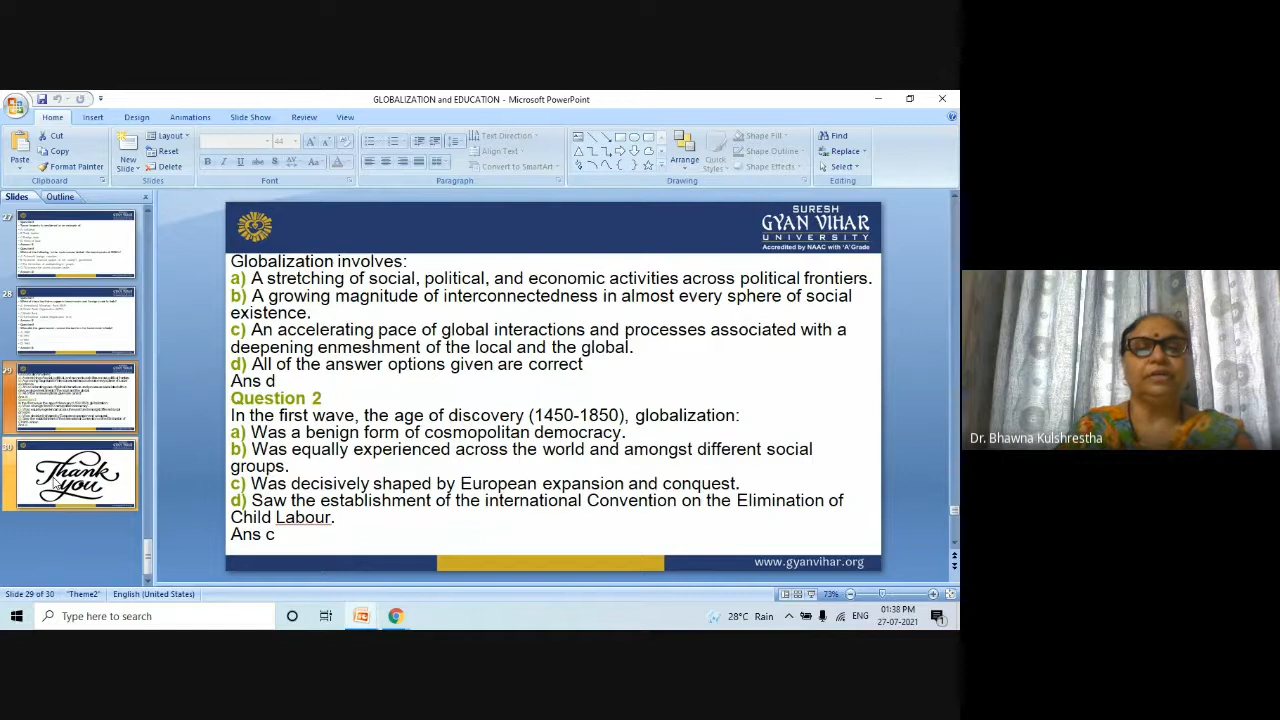 GLOBALIZATION and EDUCATION - Microsoft PowerPoint
Home Insert Design Animations Slide Show Review View
Cut
Copy
Format Painter
Paste
Clipboard
New
Slide
Layout
Reset
Delete
Slides
44
Font
Text Direction
Align Text
Convert to SmartArt
Paragraph
Arrange
Quick
Styles
Shape Fill
Shape Outline
Shape Effects
Drawing
Find
Replace
Select
Editing
Slides Outline
27
28
29
30
Thank
you
SURESH
GYAN VIHAR
UNIVERSITY
Accredited by NAAC with 'A' Grade
Globalization involves:
a) A stretching of social, political, and economic activities across political frontiers.
b) A growing magnitude of interconnectedness in almost every sphere of social
existence.
c) An accelerating pace of global interactions and processes associated with a
deepening enmeshment of the local and the global.
d) All of the answer options given are correct
Ans d
Question 2
In the first wave, the age of discovery (1450-1850), globalization:
a) Was a benign form of cosmopolitan democracy.
b) Was equally experienced across the world and amongst different social
groups.
c) Was decisively shaped by European expansion and conquest.
d) Saw the establishment of the international Convention on the Elimination of
Child Labour.
Ans c
www.gyanvihar.org
Slide 29 of 30 "Theme2" English (United States) 73%
Type here to search
28°C Rain ENG
01:38 PM
27-07-2021
Dr. Bhawna Kulshrestha